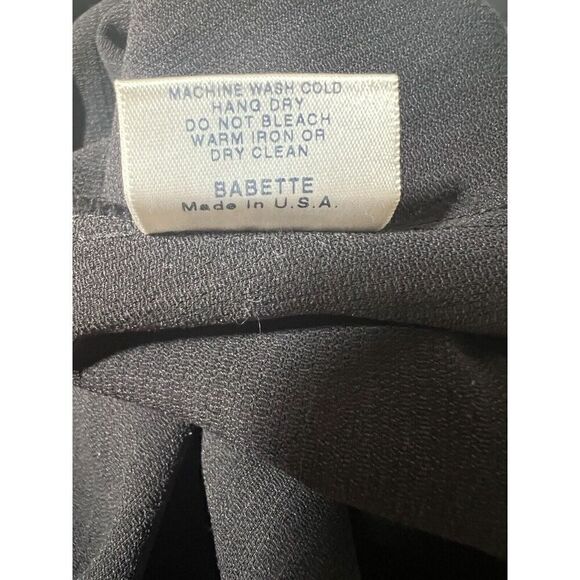 MACHINE WASH COLD
HANG DRY
DO NOT BLEACH
WARM IRON OR
DRY CLEAN
BABETTE
Made in U.S.A.